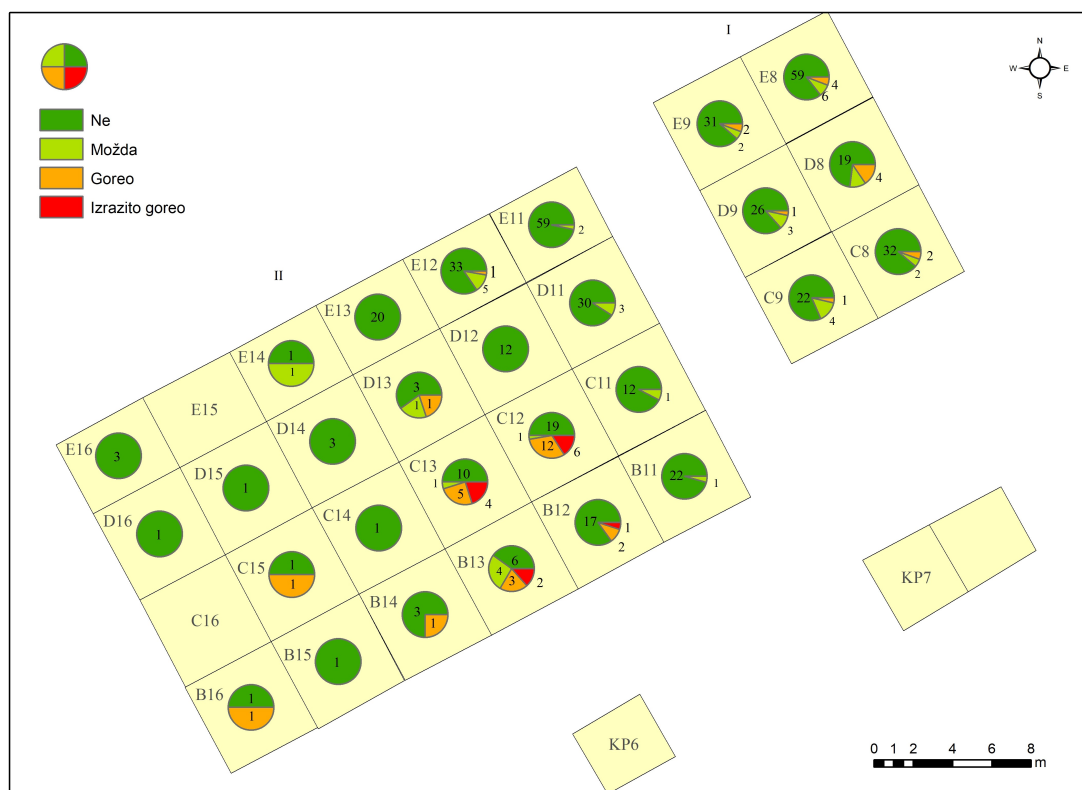 I
N
W E
S
Ne
Možda
Goreo
Izrazito goreo
E8
59
4
6
E9
31
2
2
D8
19
4
D9
26
1
3
C8
32
2
2
C9
22
1
4
II
E11
59
2
E12
33
1
5
E13
20
E14
1
1
E15
E16
3
D11
30
3
D12
12
D13
3
1
1
D14
3
D15
1
D16
1
C11
12
1
C12
19
1
12
6
C13
10
1
5
4
C14
1
C15
1
1
C16
B11
22
1
B12
17
1
2
B13
6
4
3
2
B14
3
1
B15
1
B16
1
1
KP7
KP6
0 1 2 4 6 8
m